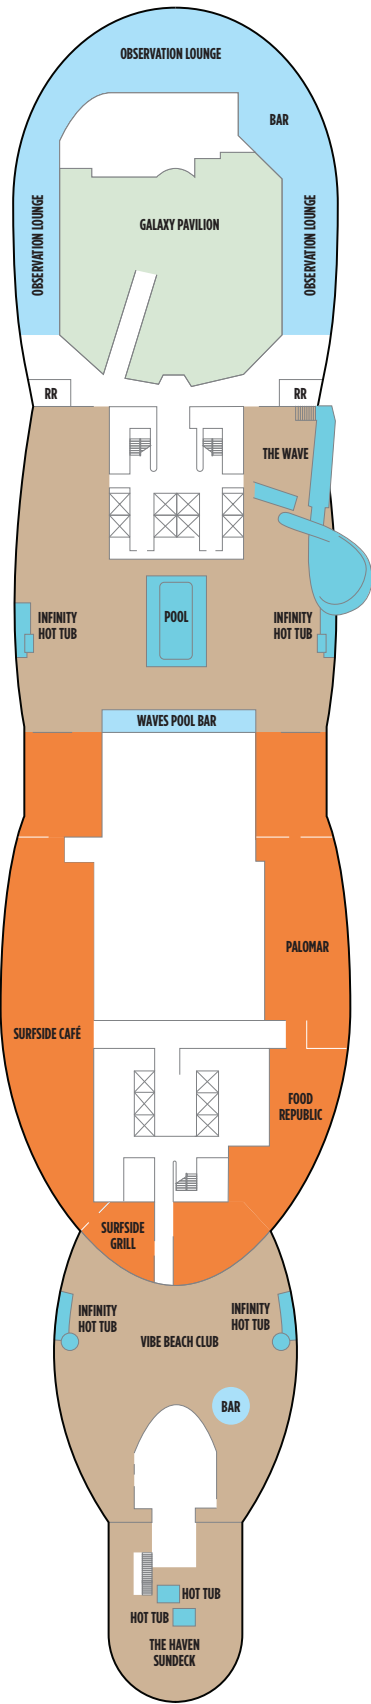 OBSERVATION LOUNGE
BAR
OBSERVATION LOUNGE
GALAXY PAVILION
OBSERVATION LOUNGE
RR
RR
THE WAVE
INFINITY
HOT TUB
POOL
INFINITY
HOT TUB
WAVES POOL BAR
PALOMAR
SURFSIDE CAFÉ
FOOD
REPUBLIC
SURFSIDE
GRILL
INFINITY
HOT TUB
INFINITY
HOT TUB
VIBE BEACH CLUB
BAR
HOT TUB
HOT TUB
THE HAVEN
SUNDECK